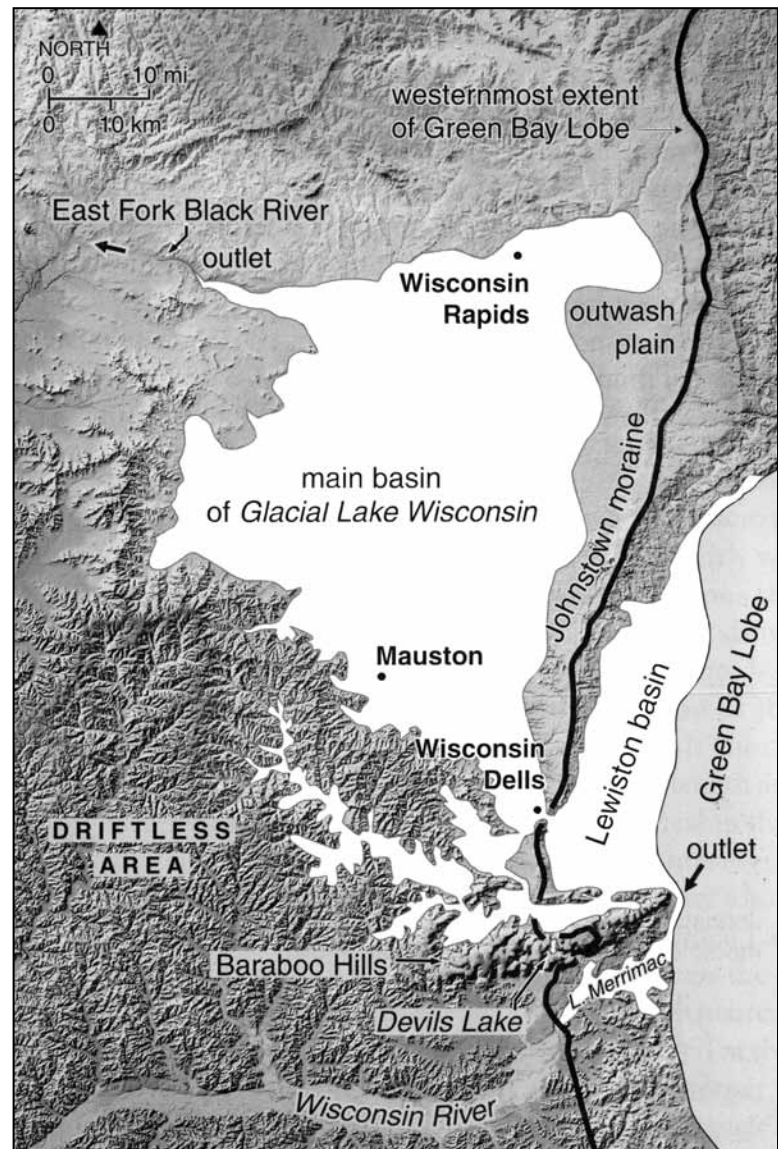 NORTH
0 10 mi
0 10 km
westernmost extent
of Green Bay Lobe
East Fork Black River
outlet
Wisconsin
Rapids
outwash
plain
main basin
of Glacial Lake Wisconsin
Johnstown moraine
Mauston
Wisconsin
Dells
Lewiston basin
Green Bay Lobe
DRIFTLESS
AREA
outlet
Baraboo Hills
L. Merrimac
Devils Lake
Wisconsin River